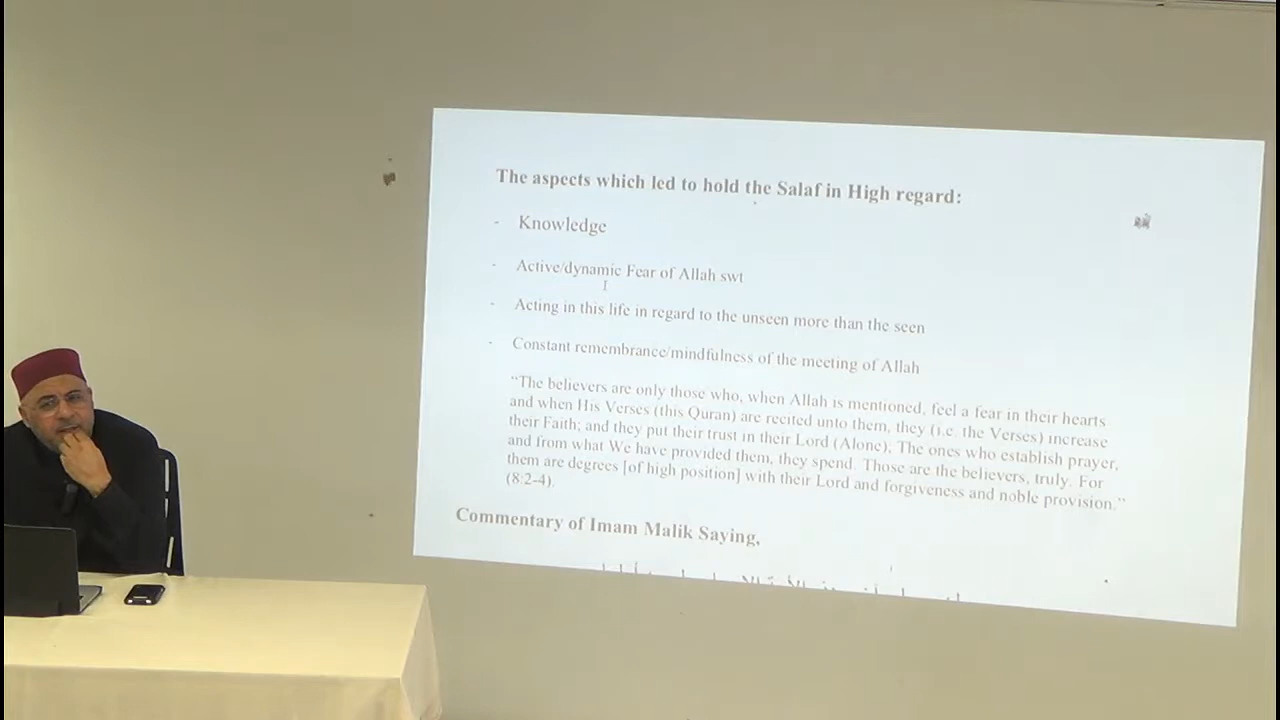 The aspects which led to hold the Salaf in High regard:
- Knowledge
- Active/dynamic Fear of Allah swt
- Acting in this life in regard to the unseen more than the seen
- Constant remembrance/mindfulness of the meeting of Allah
"The believers are only those who, when Allah is mentioned, feel a fear in their hearts
and when His Verses (this Quran) are recited unto them, they (i.e. the Verses) increase
their Faith; and they put their trust in their Lord (Alone); The ones who establish prayer,
and from what We have provided them, they spend. Those are the believers, truly. For
them are degrees [of high position] with their Lord and forgiveness and noble provision."
(8:2-4).
Commentary of Imam Malik Saying,